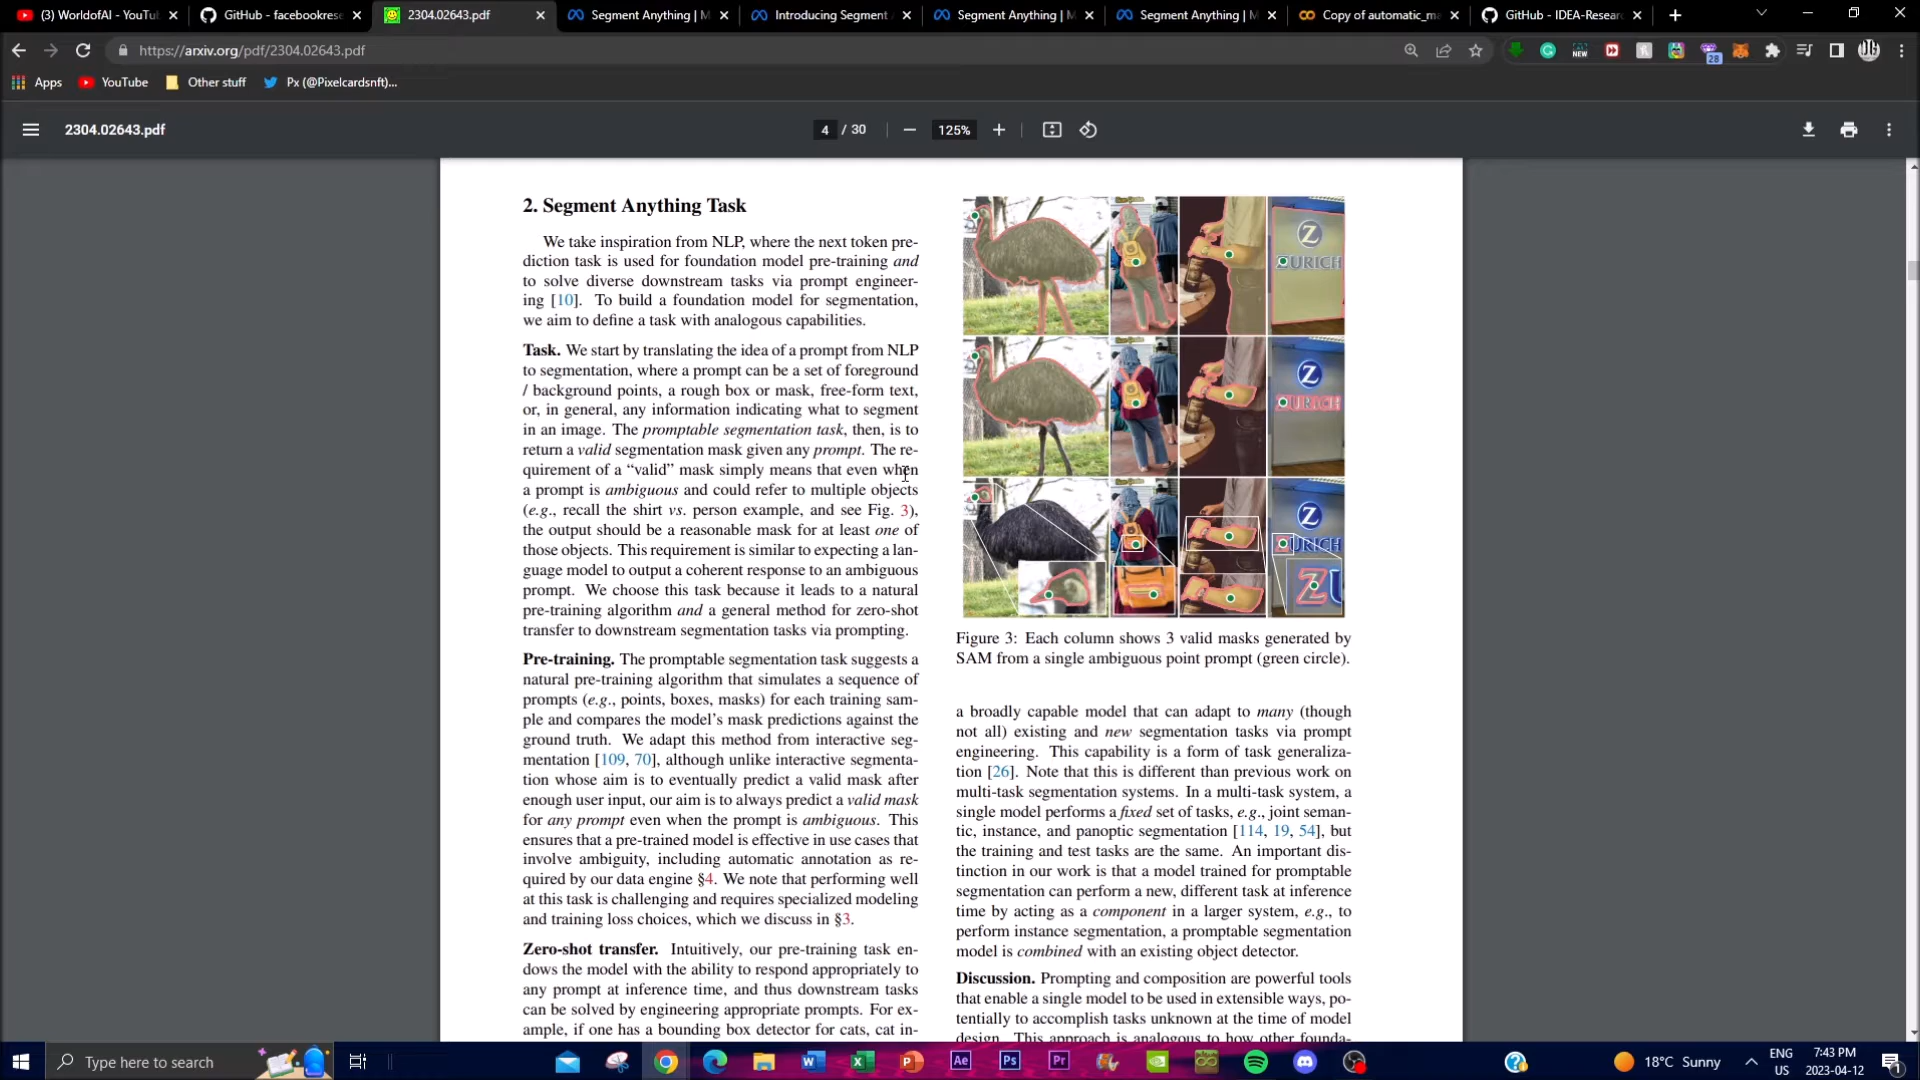 (3) WorldofAI - YouTu
GitHub - facebookrese
2304.02643.pdf
Segment Anything | M
Introducing Segment
Segment Anything | M
Segment Anything | M
Copy of automatic_m
GitHub - IDEA-Resear
https://arxiv.org/pdf/2304.02643.pdf
28
Apps
YouTube
Other stuff
Px (@Pixelcardsnft)...
2304.02643.pdf
4 / 30
125%
2. Segment Anything Task
We take inspiration from NLP, where the next token pre-
diction task is used for foundation model pre-training and
to solve diverse downstream tasks via prompt engineer-
ing [10]. To build a foundation model for segmentation,
we aim to define a task with analogous capabilities.
Task. We start by translating the idea of a prompt from NLP
to segmentation, where a prompt can be a set of foreground
/ background points, a rough box or mask, free-form text,
or, in general, any information indicating what to segment
in an image. The promptable segmentation task, then, is to
return a valid segmentation mask given any prompt. The re-
quirement of a “valid” mask simply means that even when
a prompt is ambiguous and could refer to multiple objects
(e.g., recall the shirt vs. person example, and see Fig. 3),
the output should be a reasonable mask for at least one of
those objects. This requirement is similar to expecting a lan-
guage model to output a coherent response to an ambiguous
prompt. We choose this task because it leads to a natural
pre-training algorithm and a general method for zero-shot
transfer to downstream segmentation tasks via prompting.
Pre-training. The promptable segmentation task suggests a
natural pre-training algorithm that simulates a sequence of
prompts (e.g., points, boxes, masks) for each training sam-
ple and compares the model’s mask predictions against the
ground truth. We adapt this method from interactive seg-
mentation [109, 70], although unlike interactive segmenta-
tion whose aim is to eventually predict a valid mask after
enough user input, our aim is to always predict a valid mask
for any prompt even when the prompt is ambiguous. This
ensures that a pre-trained model is effective in use cases that
involve ambiguity, including automatic annotation as re-
quired by our data engine §4. We note that performing well
at this task is challenging and requires specialized modeling
and training loss choices, which we discuss in §3.
Zero-shot transfer. Intuitively, our pre-training task en-
dows the model with the ability to respond appropriately to
any prompt at inference time, and thus downstream tasks
can be solved by engineering appropriate prompts. For ex-
ample, if one has a bounding box detector for cats, cat in-
Z
ZURICH
Z
ZURICH
Z
ZURICH
Figure 3: Each column shows 3 valid masks generated by
SAM from a single ambiguous point prompt (green circle).
a broadly capable model that can adapt to many (though
not all) existing and new segmentation tasks via prompt
engineering. This capability is a form of task generaliza-
tion [26]. Note that this is different than previous work on
multi-task segmentation systems. In a multi-task system, a
single model performs a fixed set of tasks, e.g., joint seman-
tic, instance, and panoptic segmentation [114, 19, 54], but
the training and test tasks are the same. An important dis-
tinction in our work is that a model trained for promptable
segmentation can perform a new, different task at inference
time by acting as a component in a larger system, e.g., to
perform instance segmentation, a promptable segmentation
model is combined with an existing object detector.
Discussion. Prompting and composition are powerful tools
that enable a single model to be used in extensible ways, po-
tentially to accomplish tasks unknown at the time of model
design. This approach is analogous to how other founda-
Type here to search
18°C Sunny
ENG
US
7:43 PM
2023-04-12